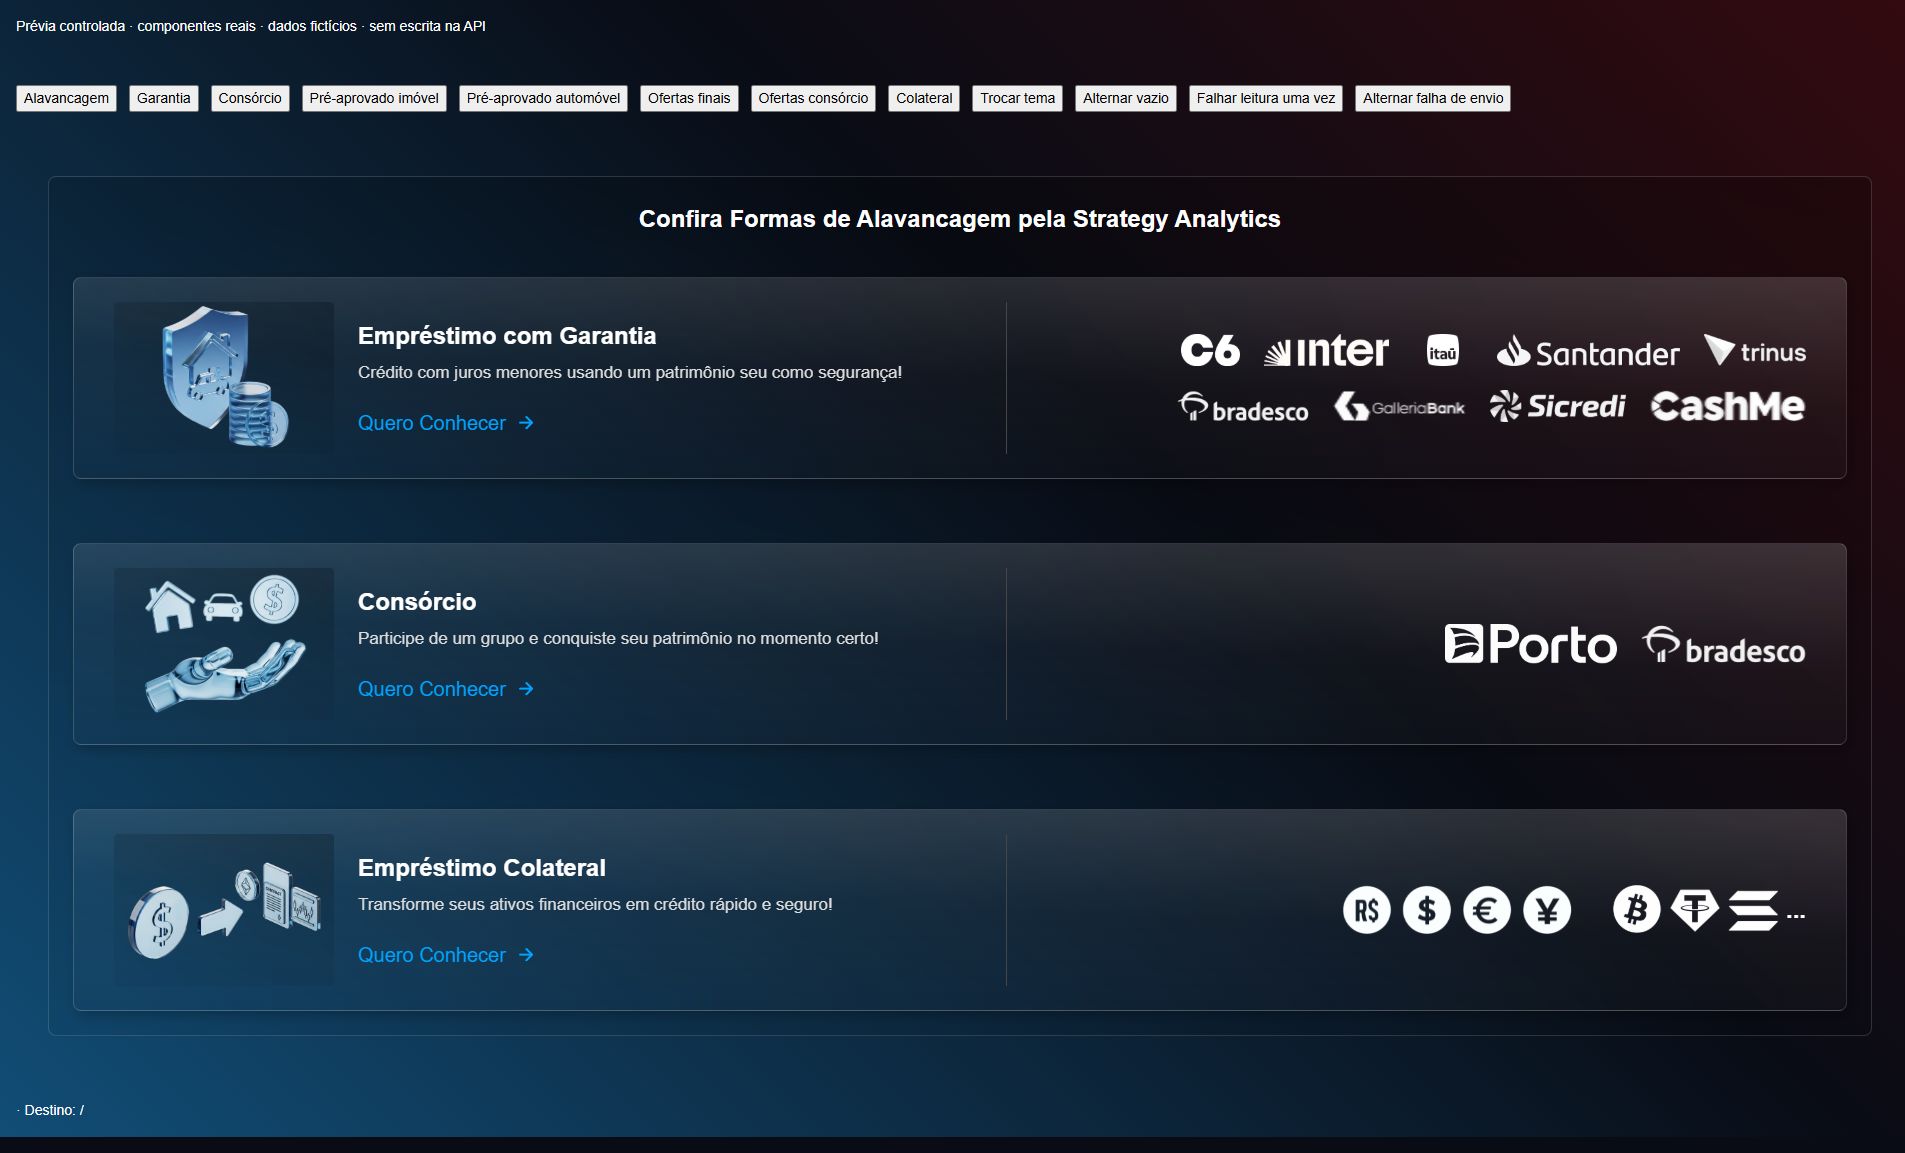 Prévia controlada · componentes reais · dados fictícios · sem escrita na API
Alavancagem Garantia Consórcio Pré-aprovado imóvel Pré-aprovado automóvel Ofertas finais Ofertas consórcio Colateral Trocar tema Alternar vazio Falhar leitura uma vez Alternar falha de envio
Confira Formas de Alavancagem pela Strategy Analytics
Empréstimo com Garantia
Crédito com juros menores usando um patrimônio seu como segurança!
Quero Conhecer →
C6 inter itaú Santander trinus
bradesco GalleriaBank Sicredi CashMe
Consórcio
Participe de um grupo e conquiste seu patrimônio no momento certo!
Quero Conhecer →
Porto bradesco
Empréstimo Colateral
Transforme seus ativos financeiros em crédito rápido e seguro!
Quero Conhecer →
R$ $ € ¥ ₿ ...
· Destino: /